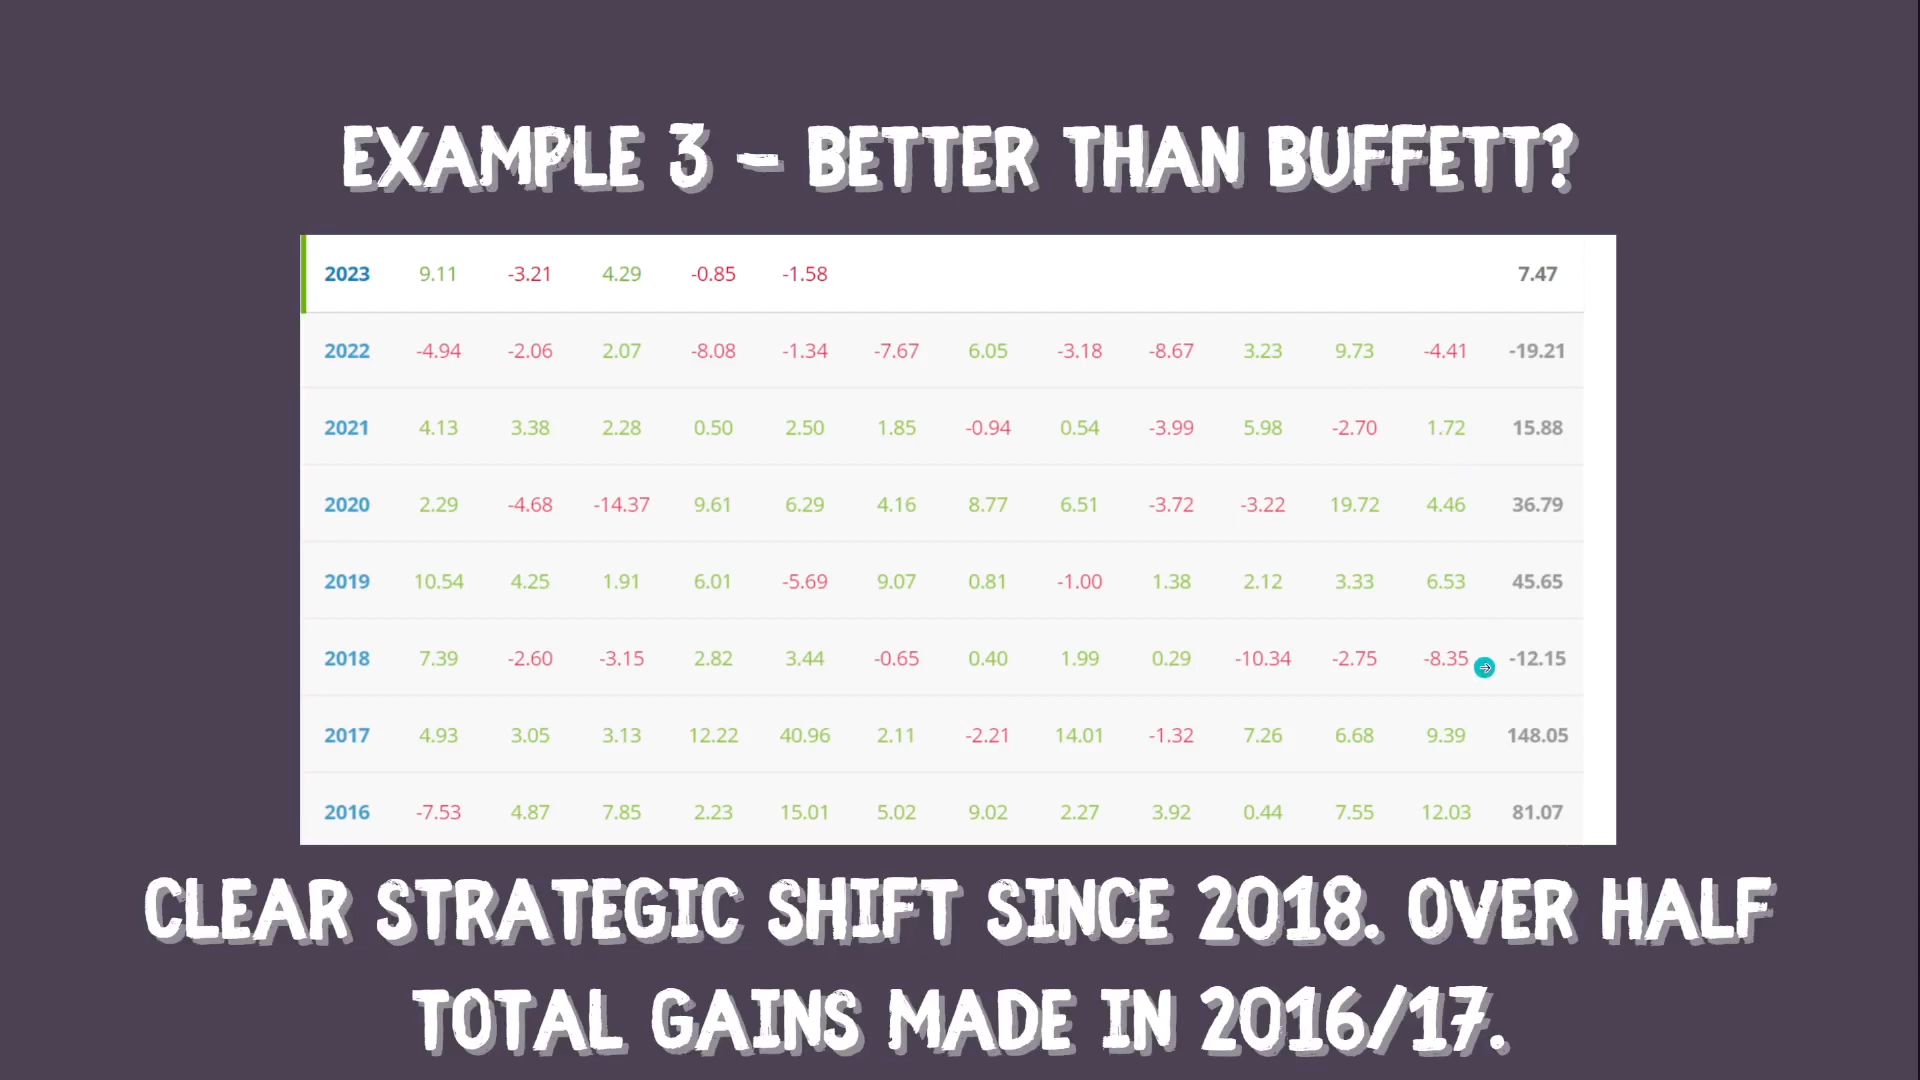 EXAMPLE 3 - BETTER THAN BUFFETT?
2023 9.11 -3.21 4.29 -0.85 -1.58 7.47
2022 -4.94 -2.06 2.07 -8.08 -1.34 -7.67 6.05 -3.18 -8.67 3.23 9.73 -4.41 -19.21
2021 4.13 3.38 2.28 0.50 2.50 1.85 -0.94 0.54 -3.99 5.98 -2.70 1.72 15.88
2020 2.29 -4.68 -14.37 9.61 6.29 4.16 8.77 6.51 -3.72 -3.22 19.72 4.46 36.79
2019 10.54 4.25 1.91 6.01 -5.69 9.07 0.81 -1.00 1.38 2.12 3.33 6.53 45.65
2018 7.39 -2.60 -3.15 2.82 3.44 -0.65 0.40 1.99 0.29 -10.34 -2.75 -8.35 -12.15
2017 4.93 3.05 3.13 12.22 40.96 2.11 -2.21 14.01 -1.32 7.26 6.68 9.39 148.05
2016 -7.53 4.87 7.85 2.23 15.01 5.02 9.02 2.27 3.92 0.44 7.55 12.03 81.07
CLEAR STRATEGIC SHIFT SINCE 2018. OVER HALF
TOTAL GAINS MADE IN 2016/17.